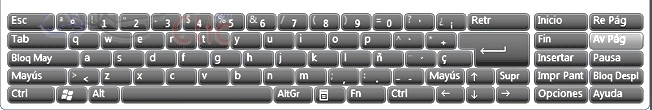 Esc ª º ! 1 " 2 · 3 $ 4 % 5 & 6 / 7 ( 8 ) 9 = 0 ? ' ¿ ¡ Retr Inicio Re Pág
Tab q w e r t y u i o p ^ ` * + Fin Av Pág
Bloq May a s d f g h j k l ñ ¨ ´ ç Insertar Pausa
Mayús > < z x c v b n m ; , : . _ - Mayús ↑ Supr Impr Pant Bloq Despl
Ctrl Alt AltGr Fn Ctrl ← ↓ → Opciones Ayuda